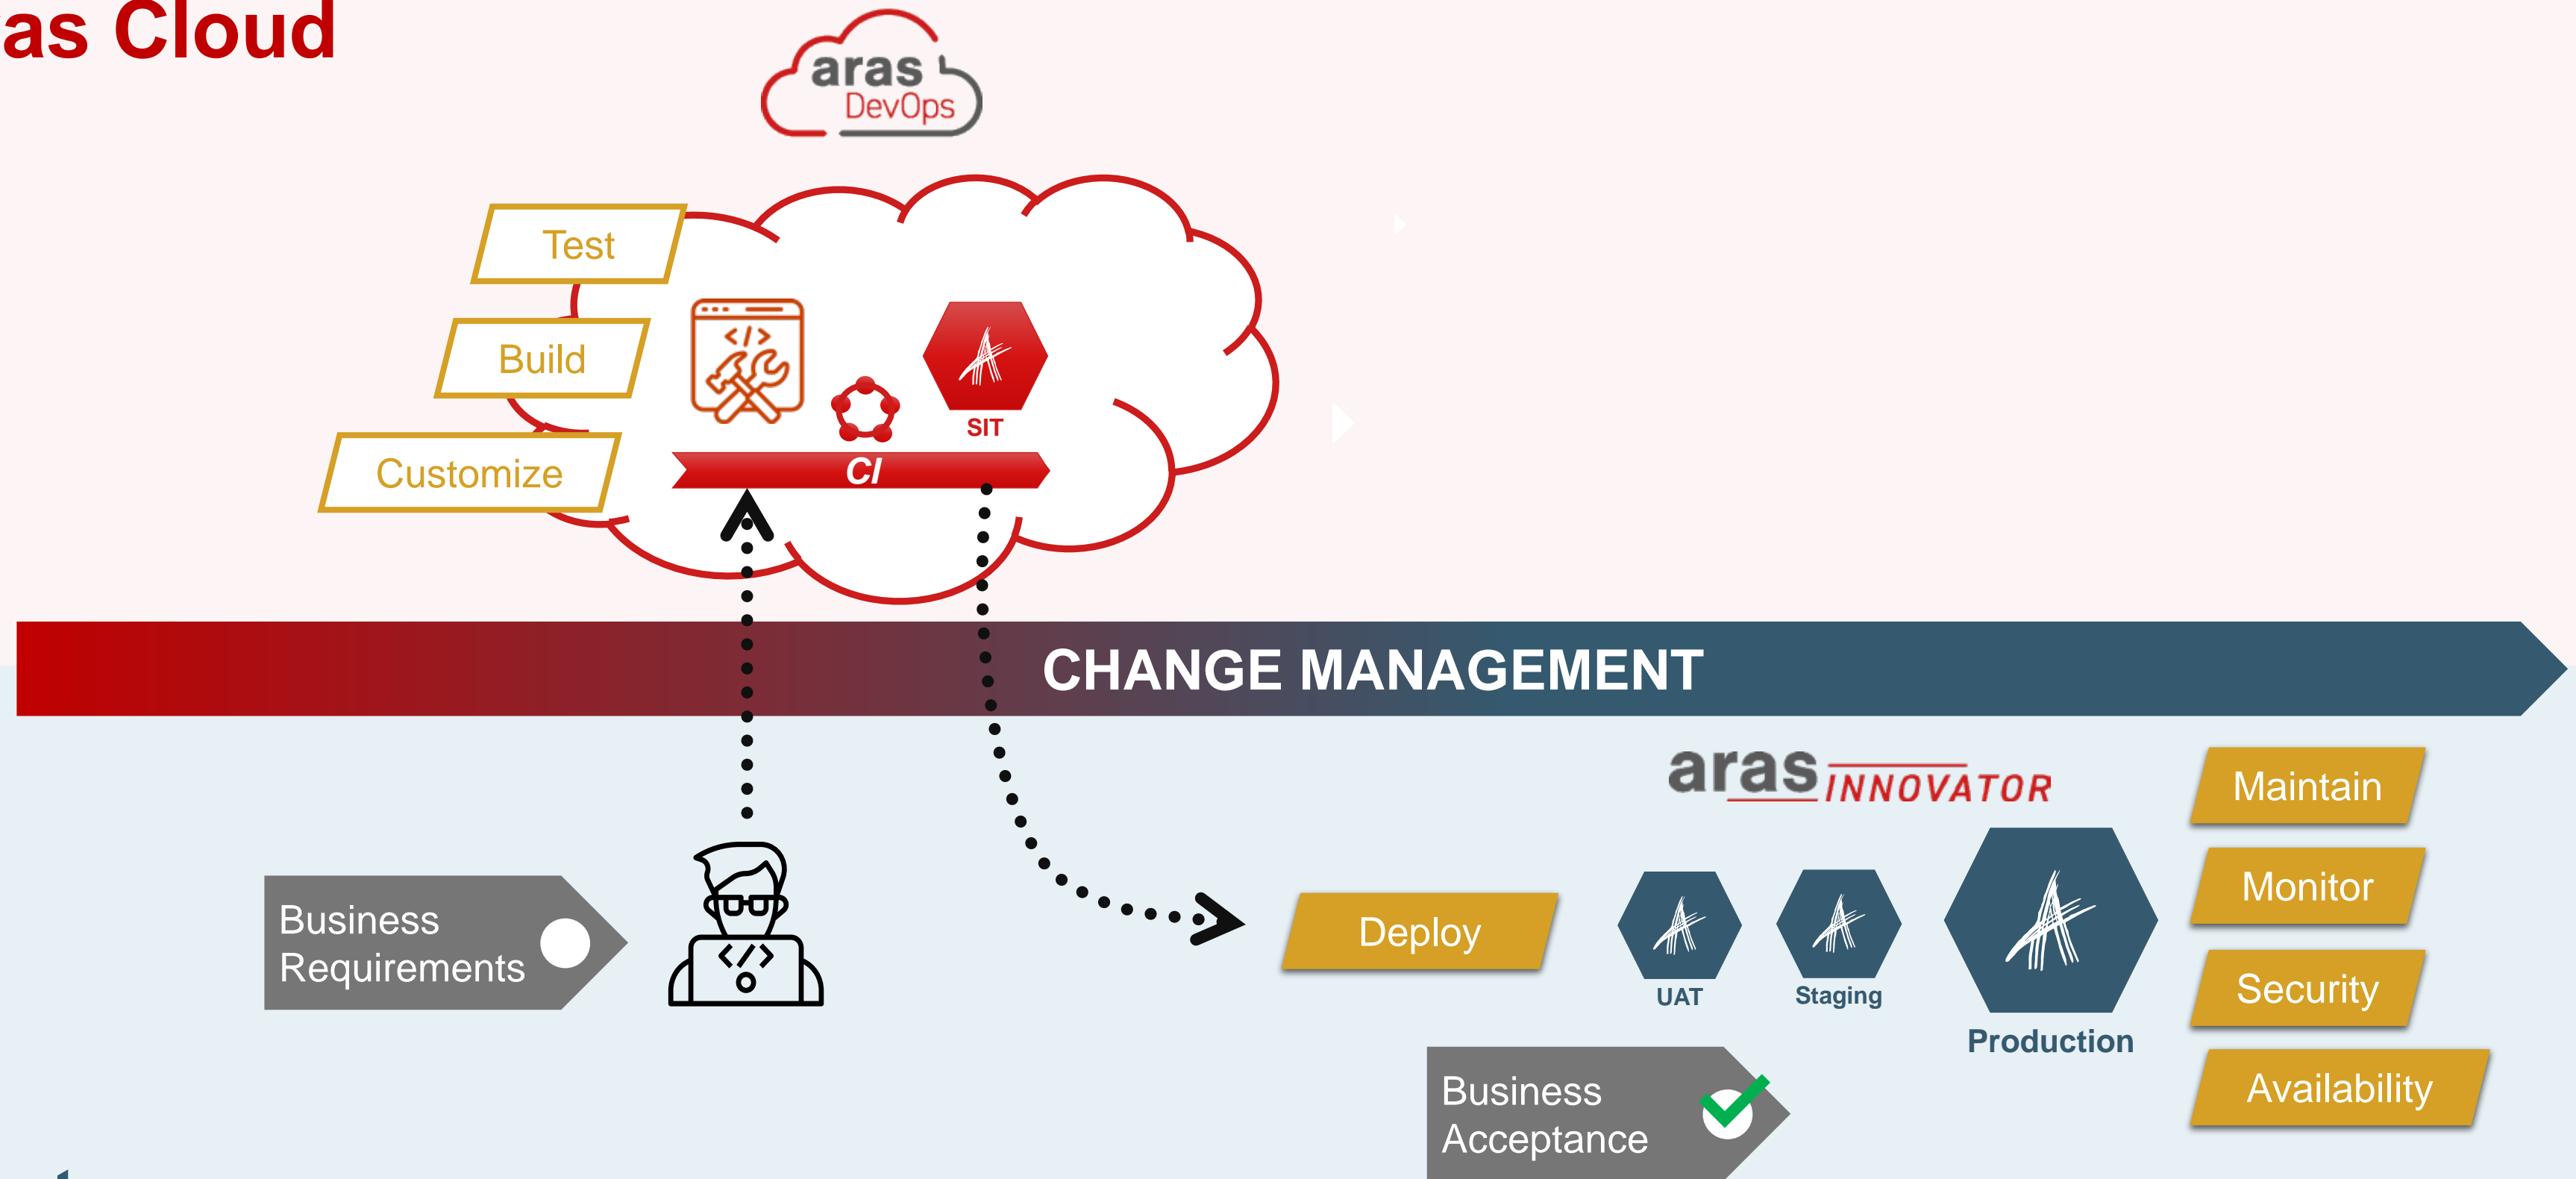 as Cloud
aras
DevOps
Test
Build
Customize
</>
SIT
CI
CHANGE MANAGEMENT
aras INNOVATOR
Maintain
Monitor
Security
Availability
Business
Requirements
</>
Deploy
UAT
Staging
Production
Business
Acceptance